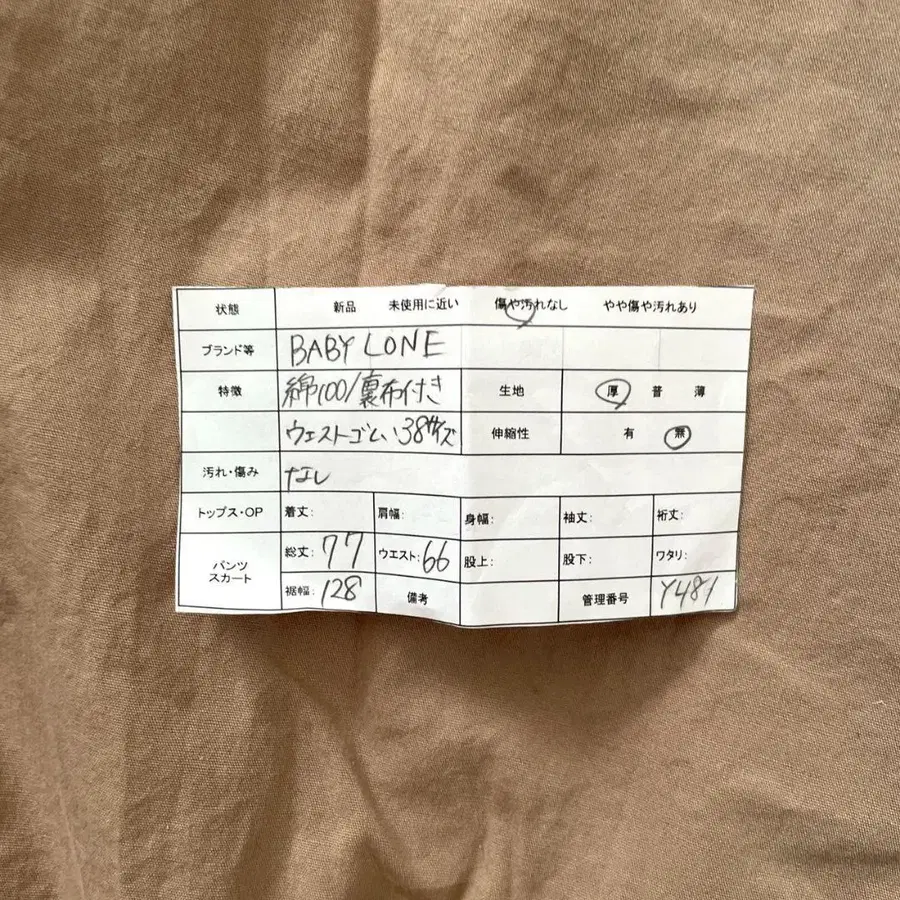 状態 新品 未使用に近い 傷や汚れなし やや傷や汚れあり
ブランド等 BABYLONE
特徴 綿100/裏布付き 生地 厚 普 薄
ウェストゴム、38サイズ 伸縮性 有 無
汚れ・傷み なし
トップス・OP 着丈: 肩幅: 身幅: 袖丈: 裄丈:
パンツ スカート 総丈: 77 ウエスト: 66 股上: 股下: ワタリ:
裾幅: 128 備考 管理番号 Y481